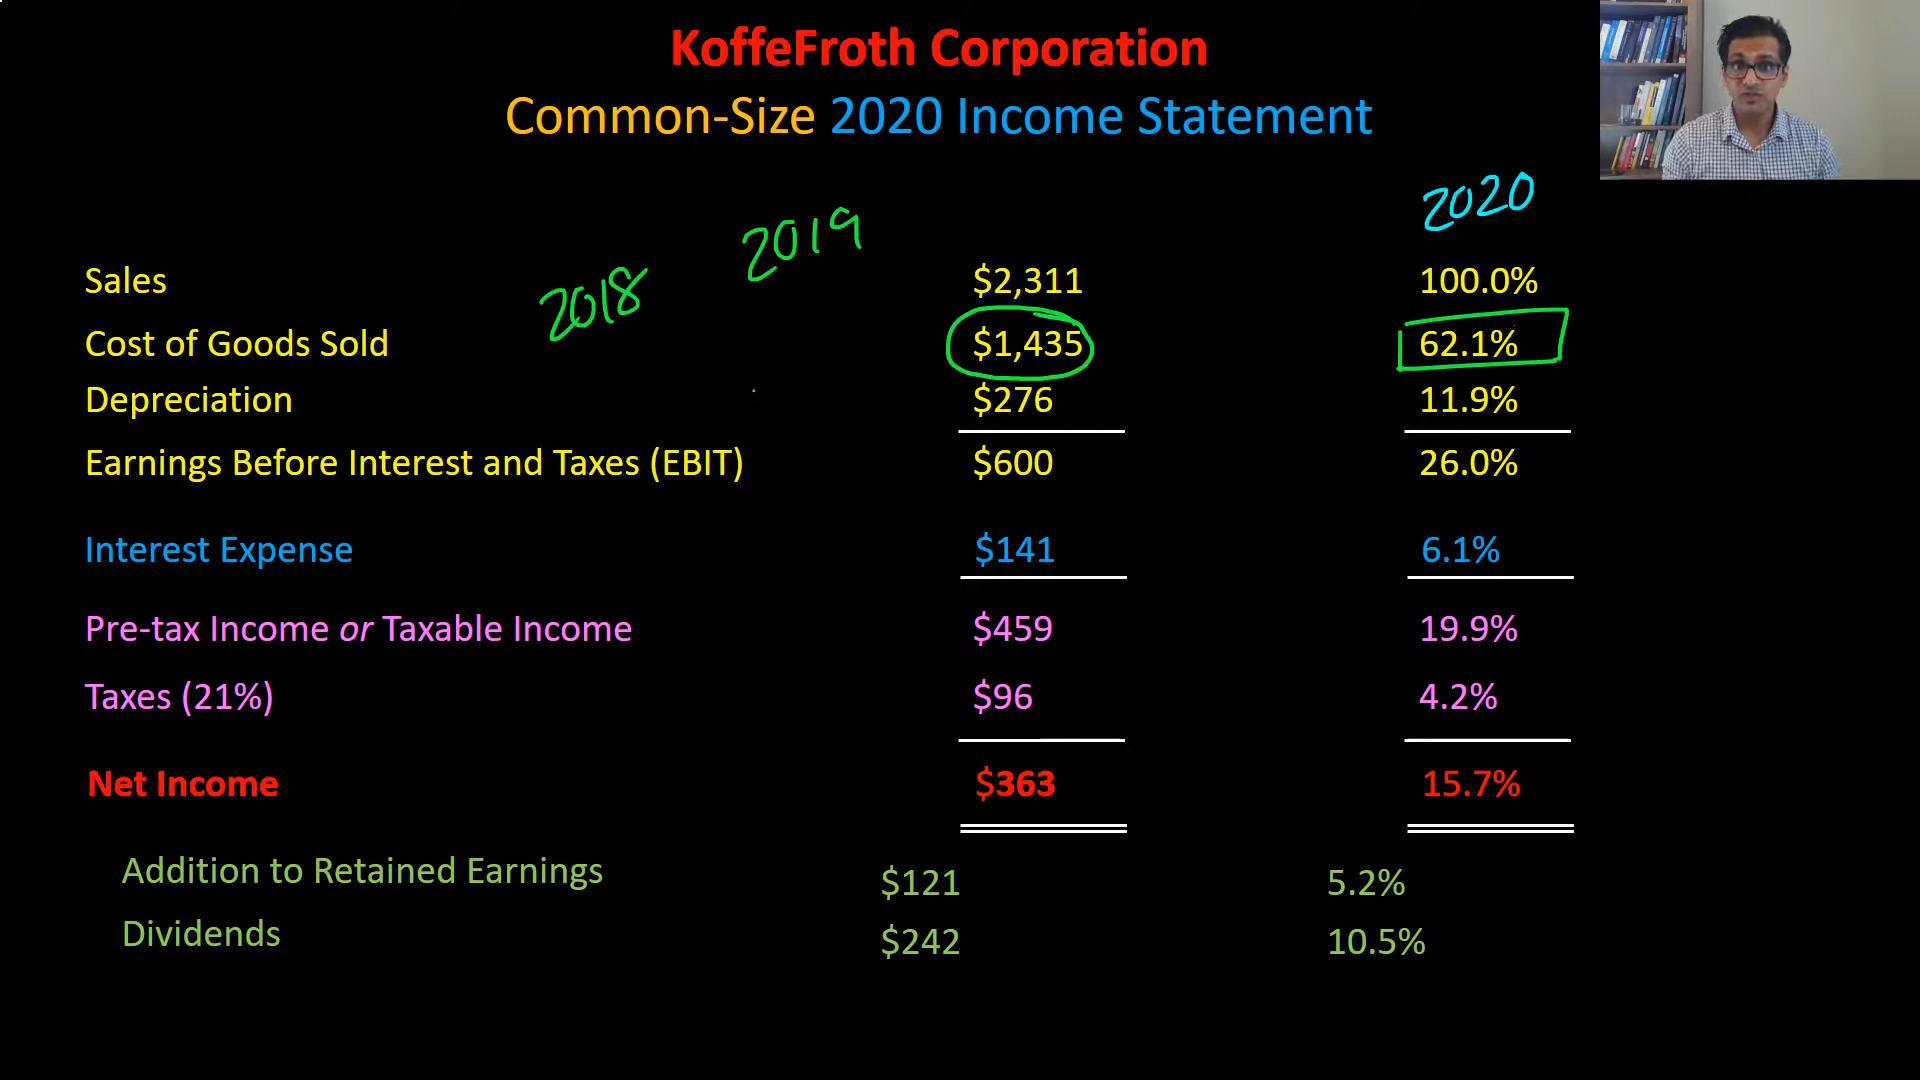 KoffeFroth Corporation
Common-Size 2020 Income Statement
2018 2019 2020
Sales $2,311 100.0%
Cost of Goods Sold $1,435 62.1%
Depreciation $276 11.9%
Earnings Before Interest and Taxes (EBIT) $600 26.0%
Interest Expense $141 6.1%
Pre-tax Income or Taxable Income $459 19.9%
Taxes (21%) $96 4.2%
Net Income $363 15.7%
Addition to Retained Earnings $121 5.2%
Dividends $242 10.5%